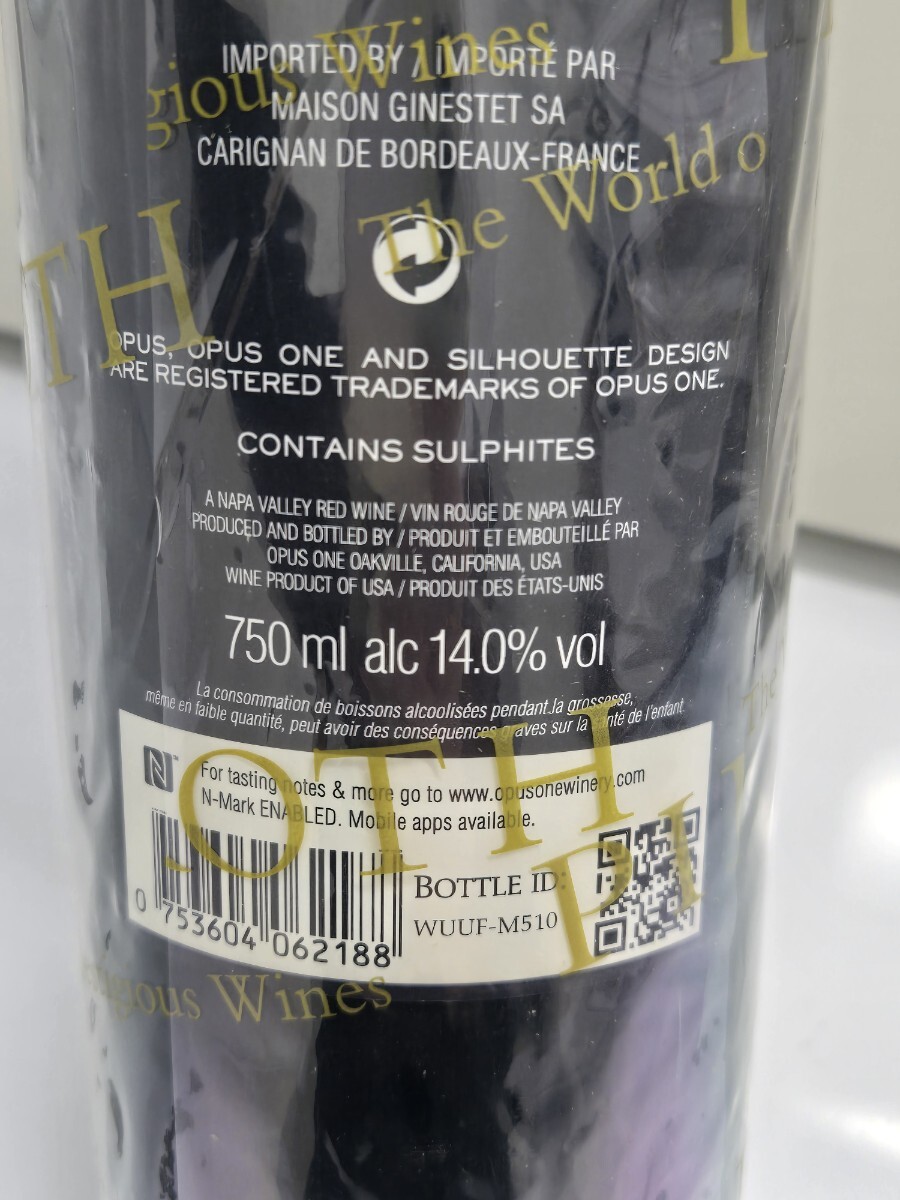 IMPORTED BY / IMPORTÉ PAR
MAISON GINESTET SA
CARIGNAN DE BORDEAUX-FRANCE
gious Wines
The World o
TH
OPUS, OPUS ONE AND SILHOUETTE DESIGN
ARE REGISTERED TRADEMARKS OF OPUS ONE.
CONTAINS SULPHITES
A NAPA VALLEY RED WINE / VIN ROUGE DE NAPA VALLEY
PRODUCED AND BOTTLED BY / PRODUIT ET EMBOUTEILLÉ PAR
OPUS ONE OAKVILLE, CALIFORNIA, USA
WINE PRODUCT OF USA / PRODUIT DES ÉTATS-UNIS
750 ml alc 14.0% vol
La consommation de boissons alcoolisées pendant la grossesse,
même en faible quantité, peut avoir des conséquences graves sur la santé de l'enfant.
N
For tasting notes & more go to www.opusonewinery.com
N-Mark ENABLED. Mobile apps available.
OTH
BOTTLE ID:
WUUF-M510
0 753604 062188
gious Wines
The